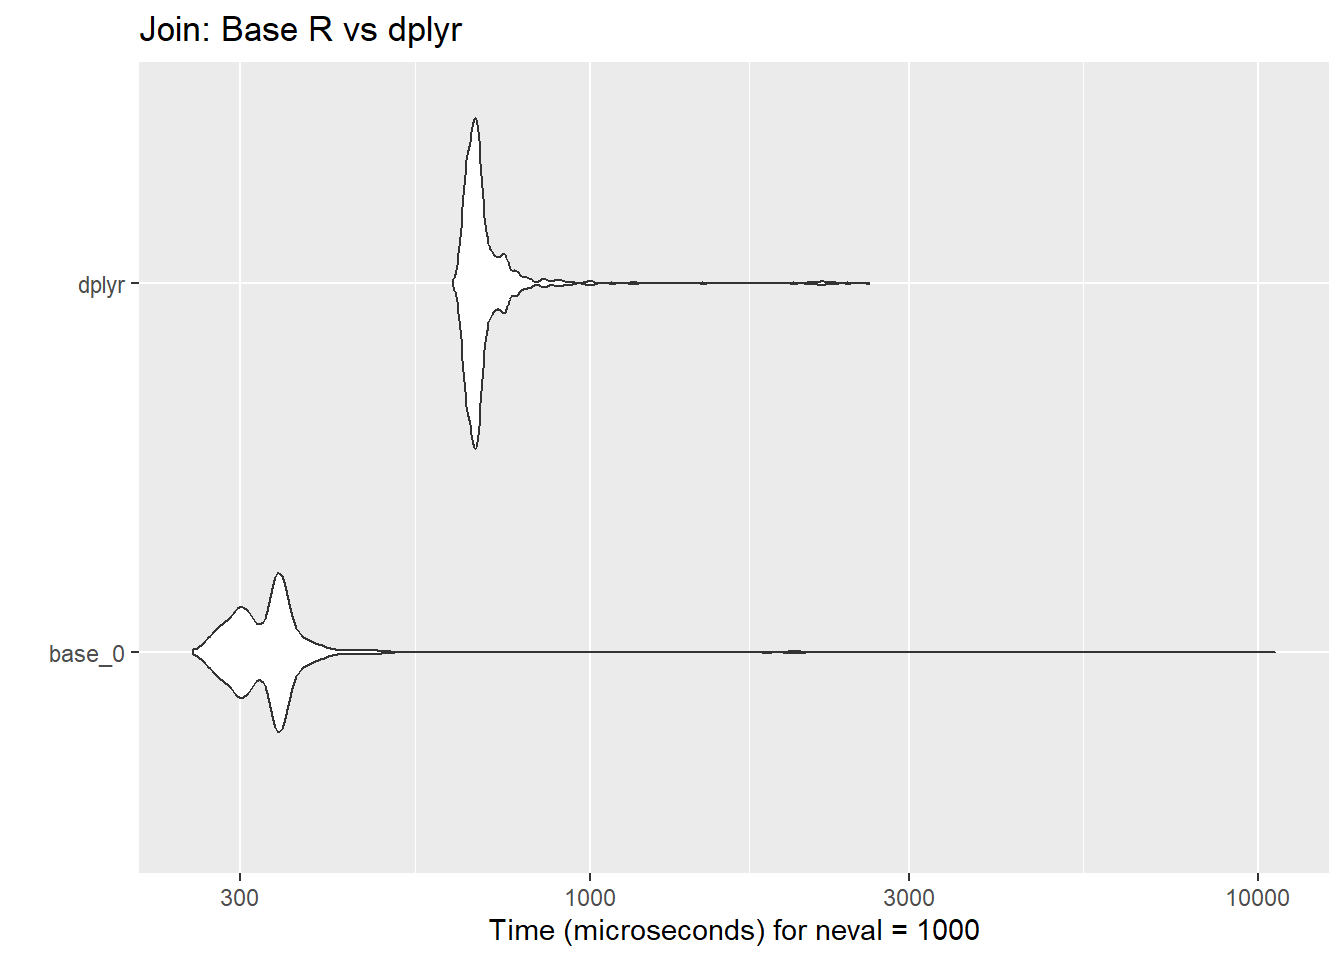 Join: Base R vs dplyr
dplyr
base_0
300 1000 3000 10000
Time (microseconds) for neval = 1000